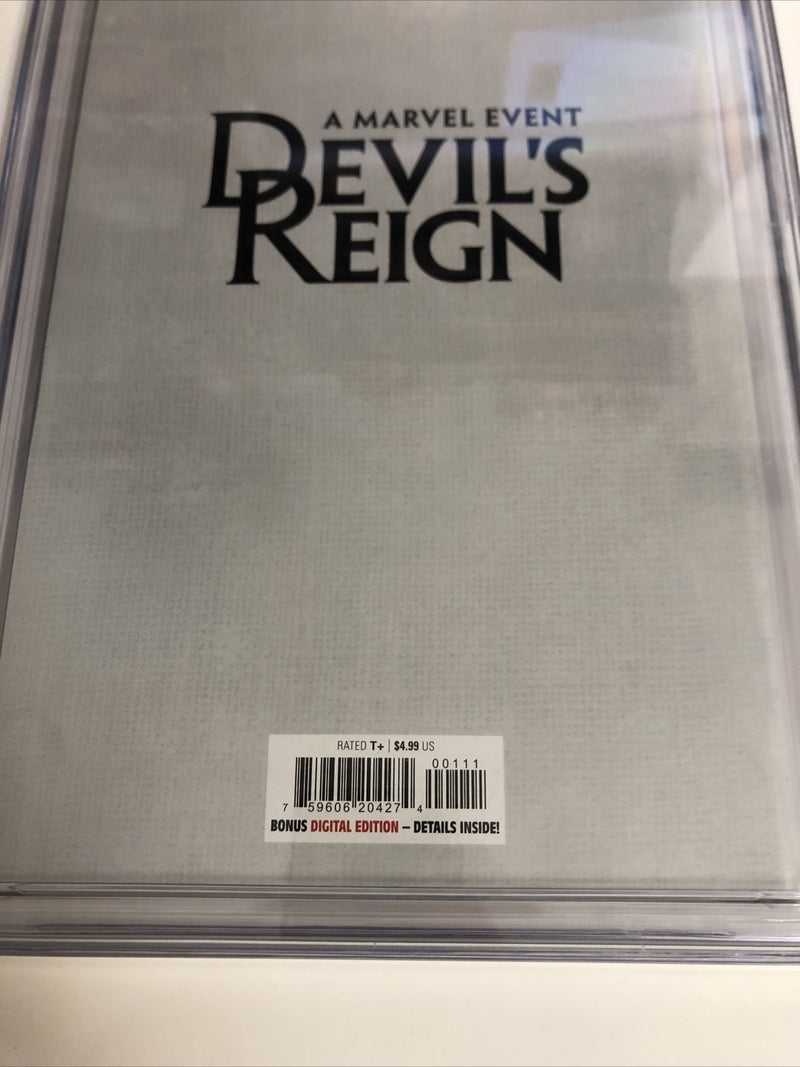 A MARVEL EVENT
DEVIL'S
REIGN
RATED T+ | $4.99 US
00111
7 59606 20427 4
BONUS DIGITAL EDITION – DETAILS INSIDE!